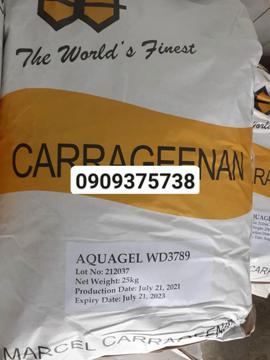 The World's Finest
CARRAGEENAN
0909375738
AQUAGEL WD3789
Lot No: 212037
Net Weight: 25kg
Production Date: July 21, 2021
Expiry Date: July 21, 2023
MARCEL CARRAGEENAN